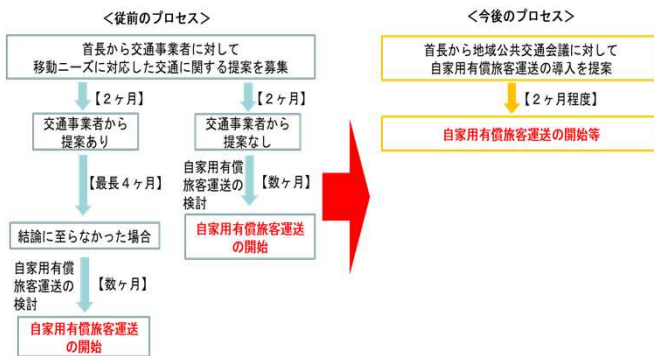 ＜従前のプロセス＞
首長から交通事業者に対して
移動ニーズに対応した交通に関する提案を募集
【２ヶ月】
交通事業者から
提案あり
【最長４ヶ月】
結論に至らなかった場合
自家用有償
旅客運送の
検討
【数ヶ月】
自家用有償旅客運送
の開始
【２ヶ月】
交通事業者から
提案なし
自家用有償
旅客運送の
検討
【数ヶ月】
自家用有償旅客運送
の開始
＜今後のプロセス＞
首長から地域公共交通会議に対して
自家用有償旅客運送の導入を提案
【２ヶ月程度】
自家用有償旅客運送の開始等